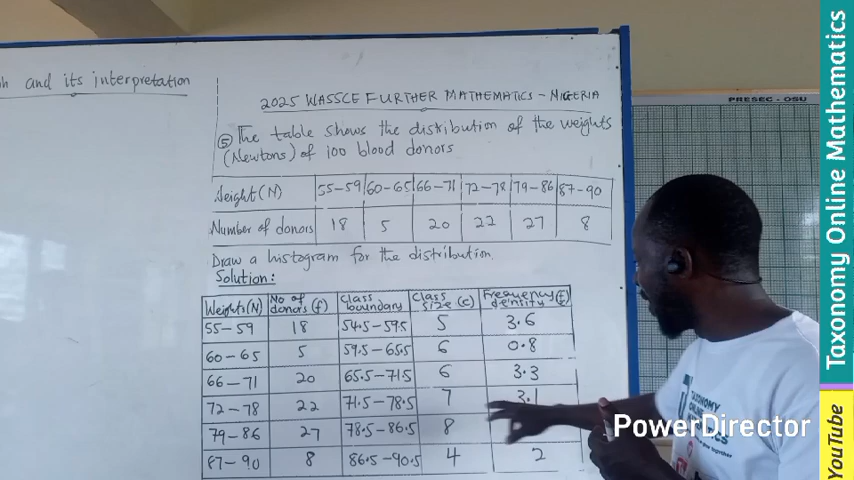 ph and its interpretation
2025 WASSCE FURTHER MATHEMATICS - NIGERIA
⑤ The table shows the distribution of the weights
(Newtons) of 100 blood donors
Weight (N) 55-59 60-65 66-71 72-78 79-86 87-90
Number of donors 18 5 20 22 27 8
Draw a histogram for the distribution.
Solution:
Weights (N) No of donors (f) Class boundary Class size (c) Frequency density (f/c)
55-59 18 54.5-59.5 5 3.6
60-65 5 59.5-65.5 6 0.8
66-71 20 65.5-71.5 6 3.3
72-78 22 71.5-78.5 7 3.1
79-86 27 78.5-86.5 8
87-90 8 86.5-90.5 4 2
PRESEC-OSU
TAXONOMY
PowerDirector
Taxonomy Online Mathematics
YouTube